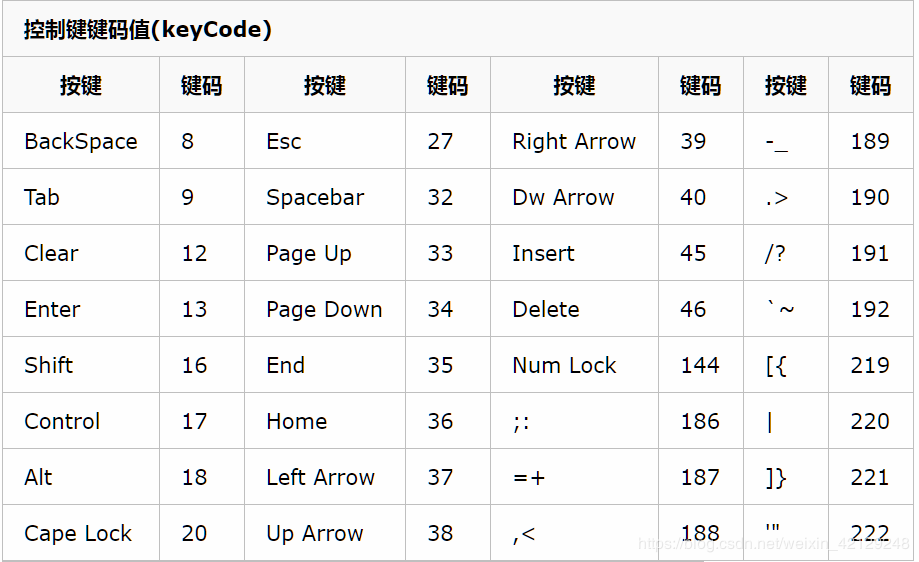 控制键键码值(keyCode)
按键 键码 按键 键码 按键 键码 按键 键码
BackSpace 8 Esc 27 Right Arrow 39 -_ 189
Tab 9 Spacebar 32 Dw Arrow 40 .> 190
Clear 12 Page Up 33 Insert 45 /? 191
Enter 13 Page Down 34 Delete 46 `~ 192
Shift 16 End 35 Num Lock 144 [{ 219
Control 17 Home 36 ;: 186 | 220
Alt 18 Left Arrow 37 =+ 187 ]} 221
Cape Lock 20 Up Arrow 38 ,< 188 '" 222
https://blog.csdn.net/weixin_42129248